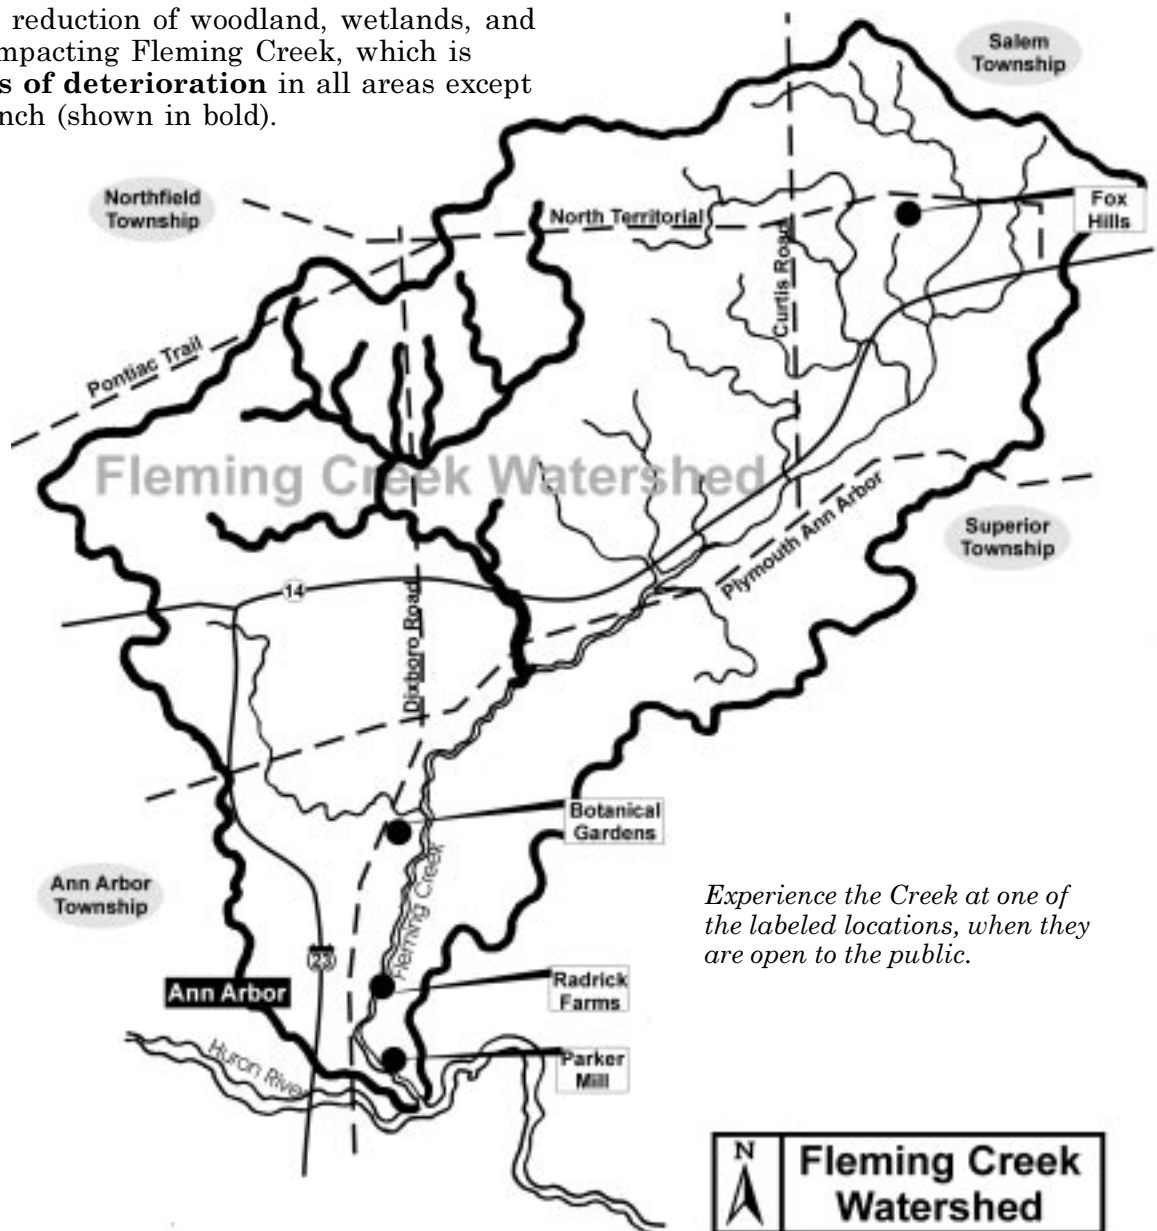 reduction of woodland, wetlands, and
mpacting Fleming Creek, which is
s of deterioration in all areas except
nch (shown in bold).
Salem
Township
Northfield
Township
North Territorial
Fox
Hills
Curtis Road
Pontiac Trail
Fleming Creek Watershed
Plymouth Ann Arbor
Superior
Township
14
Dixboro Road
Botanical
Gardens
Fleming Creek
Ann Arbor
Township
Experience the Creek at one of
the labeled locations, when they
are open to the public.
23
Ann Arbor
Radrick
Farms
Huron River
Parker
Mill
N
Fleming Creek
Watershed